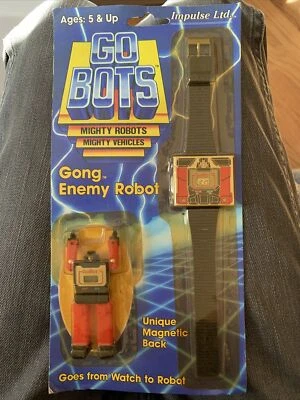 Ages: 5 & Up
Impulse Ltd.
GO
BOTS
MIGHTY ROBOTS
MIGHTY VEHICLES
Gong™
Enemy Robot
Unique
Magnetic
Back
Goes from Watch to Robot